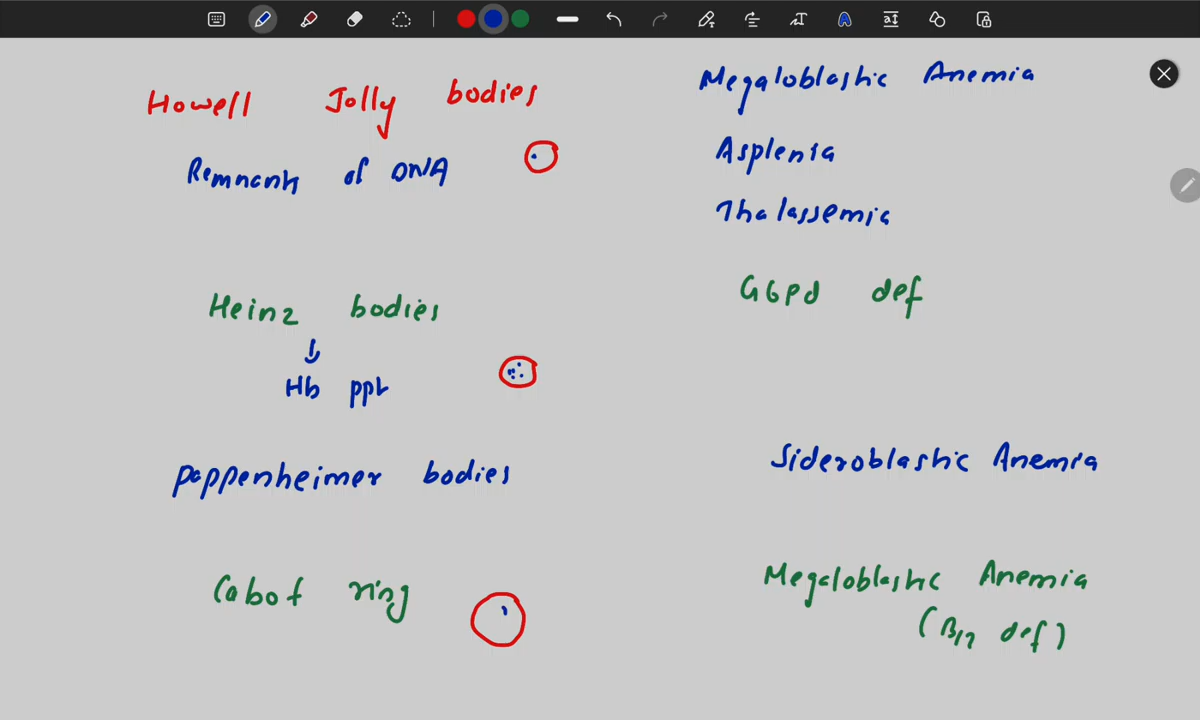 Howell Jolly bodies
Megaloblastic Anemia
Remnants of DNA
Asplenia
Thalassemia
Heinz bodies
G6Pd def
Hb ppt
Pappenheimer bodies
Sideroblastic Anemia
Cabot ring
Megaloblastic Anemia
(B12 def)